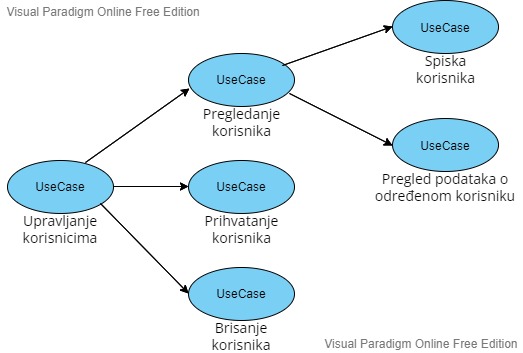 Visual Paradigm Online Free Edition
UseCase
Spiska
korisnika
UseCase
Pregledanje
korisnika
UseCase
Pregled podataka o
određenom korisniku
UseCase
Upravljanje
korisnicima
UseCase
Prihvatanje
korisnika
UseCase
Brisanje
korisnika
Visual Paradigm Online Free Edition